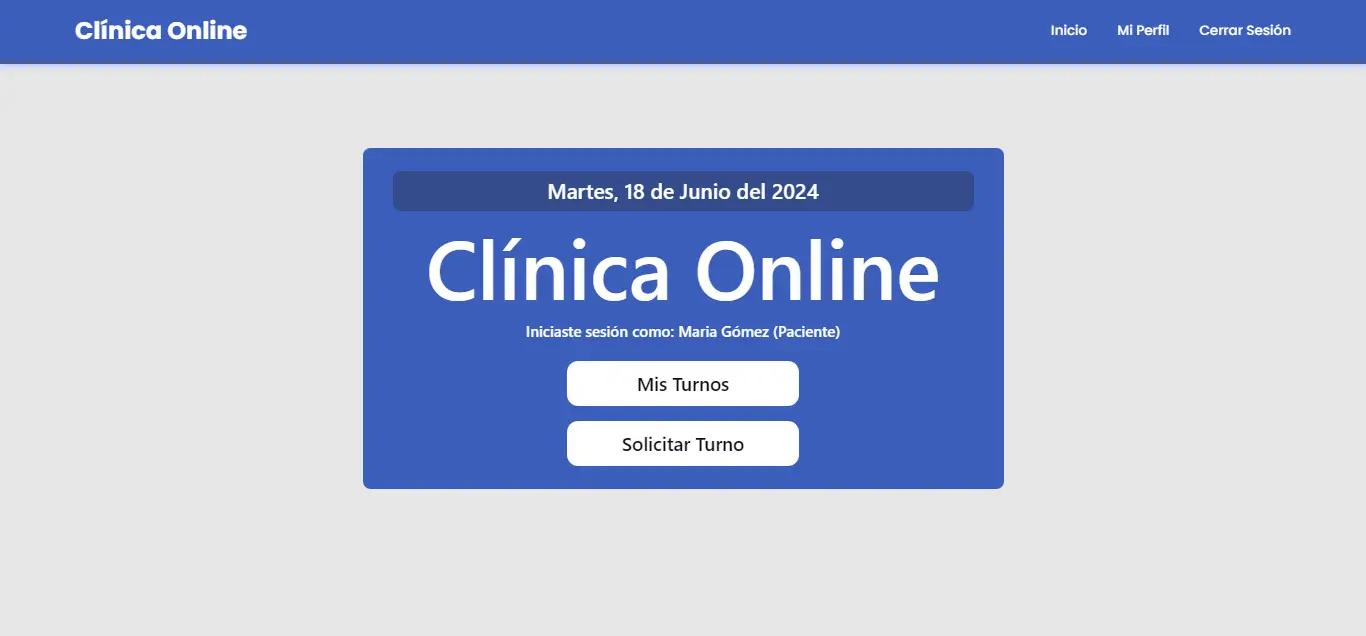 Clínica Online
Inicio
Mi Perfil
Cerrar Sesión
Martes, 18 de Junio del 2024
Clínica Online
Iniciaste sesión como: Maria Gómez (Paciente)
Mis Turnos
Solicitar Turno